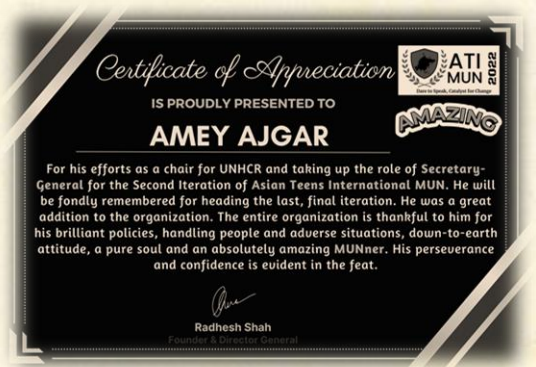 Certificate of Appreciation
ATI
MUN
2022
Dare to Speak, Catalyst for Change
IS PROUDLY PRESENTED TO
AMAZING
AMEY AJGAR
For his efforts as a chair for UNHCR and taking up the role of Secretary-
General for the Second Iteration of Asian Teens International MUN. He will
be fondly remembered for heading the last, final iteration. He was a great
addition to the organization. The entire organization is thankful to him for
his brilliant policies, handling people and adverse situations, down-to-earth
attitude, a pure soul and an absolutely amazing MUNner. His perseverance
and confidence is evident in the feat.
Radhesh Shah
Founder & Director General